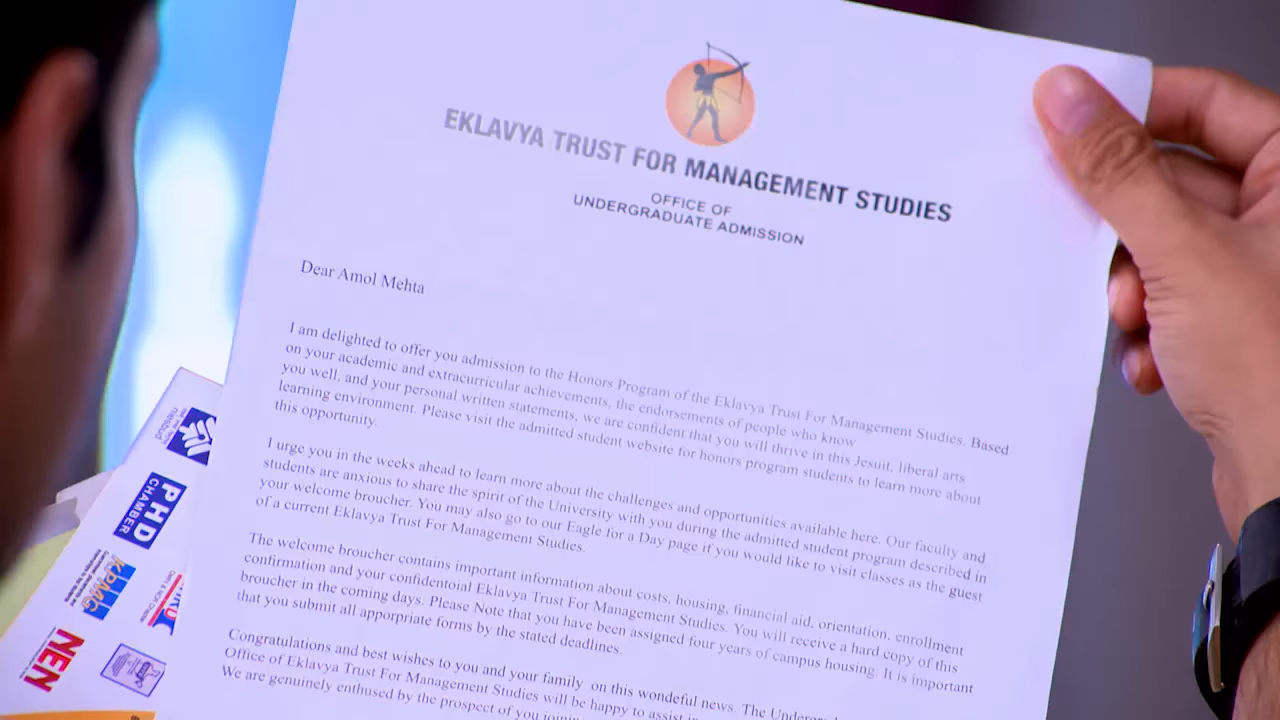 EKLAVYA TRUST FOR MANAGEMENT STUDIES
OFFICE OF
UNDERGRADUATE ADMISSION
Dear Amol Mehta
I am delighted to offer you admission to the Honors Program of the Eklavya Trust For Management Studies. Based
on your academic and extracurricular achievements, the endorsements of people who know
you well, and your personal written statements, we are confident that you will thrive in this Jesuit, liberal arts
learning environment. Please visit the admitted student website for honors program students to learn more about
this opportunity.
I urge you in the weeks ahead to learn more about the challenges and opportunities available here. Our faculty and
students are anxious to share the spirit of the University with you during the admitted student program described in
your welcome broucher. You may also go to our Eagle for a Day page if you would like to visit classes as the guest
of a current Eklavya Trust For Management Studies.
The welcome broucher contains important information about costs, housing, financial aid, orientation, enrollment
confirmation and your confidentoial Eklavya Trust For Management Studies. You will receive a hard copy of this
broucher in the coming days. Please Note that you have been assigned four years of campus housing. It is important
that you submit all apporpriate forms by the stated deadlines.
Congratulations and best wishes to you and your family on this wondeful news. The Undergr
Office of Eklavya Trust For Management Studies will be happy to assist
We are genuinely enthused by the prospect of you
PHD
CHAMBER
KPMG
NEN